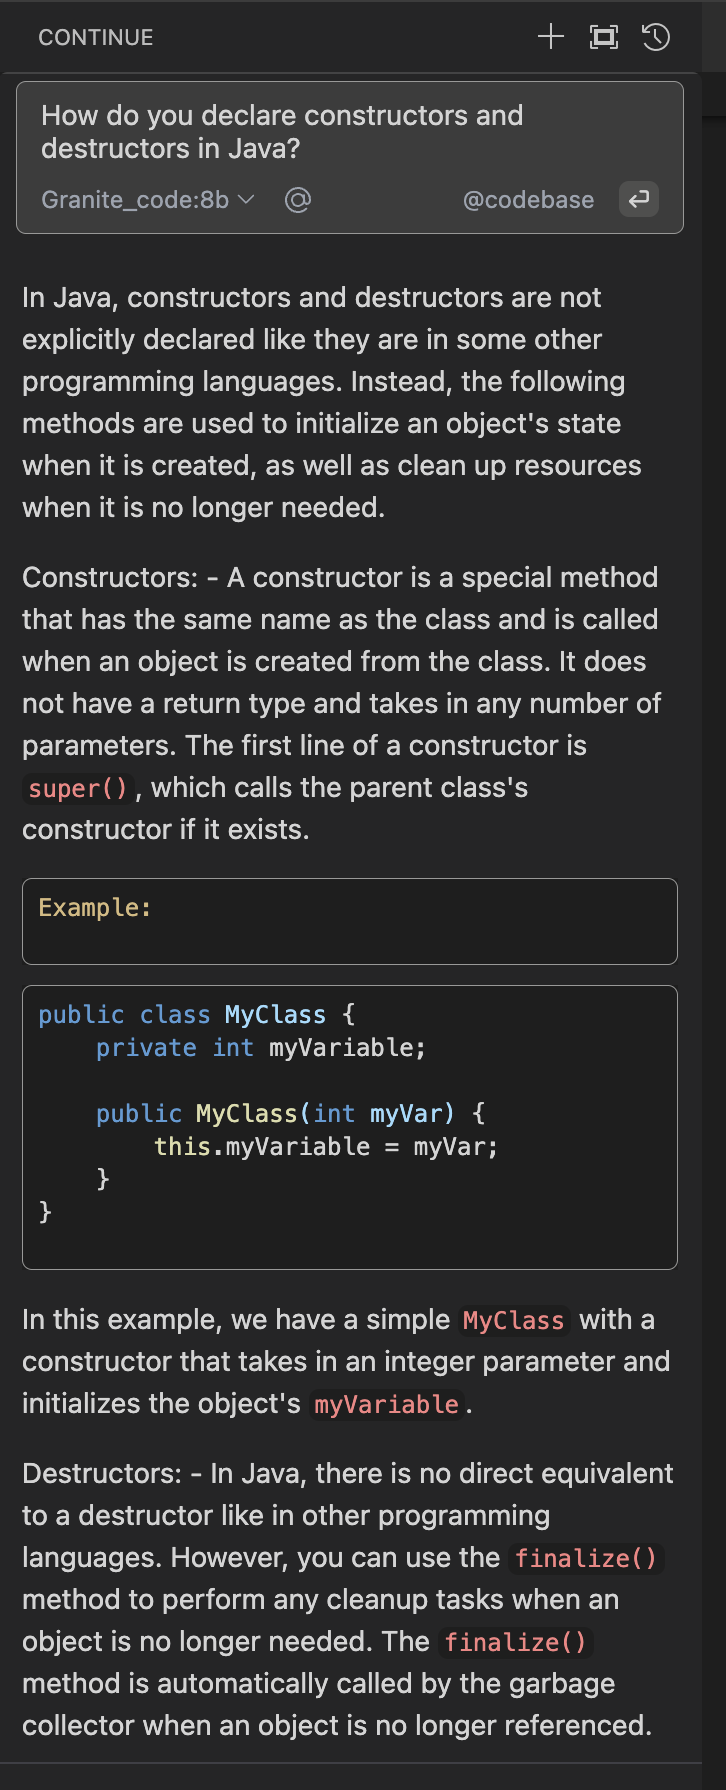 CONTINUE
How do you declare constructors and
destructors in Java?
Granite_code:8b @ @codebase
In Java, constructors and destructors are not
explicitly declared like they are in some other
programming languages. Instead, the following
methods are used to initialize an object's state
when it is created, as well as clean up resources
when it is no longer needed.
Constructors: - A constructor is a special method
that has the same name as the class and is called
when an object is created from the class. It does
not have a return type and takes in any number of
parameters. The first line of a constructor is
super(), which calls the parent class's
constructor if it exists.
Example:
public class MyClass {
    private int myVariable;
    public MyClass(int myVar) {
        this.myVariable = myVar;
    }
}
In this example, we have a simple MyClass with a
constructor that takes in an integer parameter and
initializes the object's myVariable.
Destructors: - In Java, there is no direct equivalent
to a destructor like in other programming
languages. However, you can use the finalize()
method to perform any cleanup tasks when an
object is no longer needed. The finalize()
method is automatically called by the garbage
collector when an object is no longer referenced.